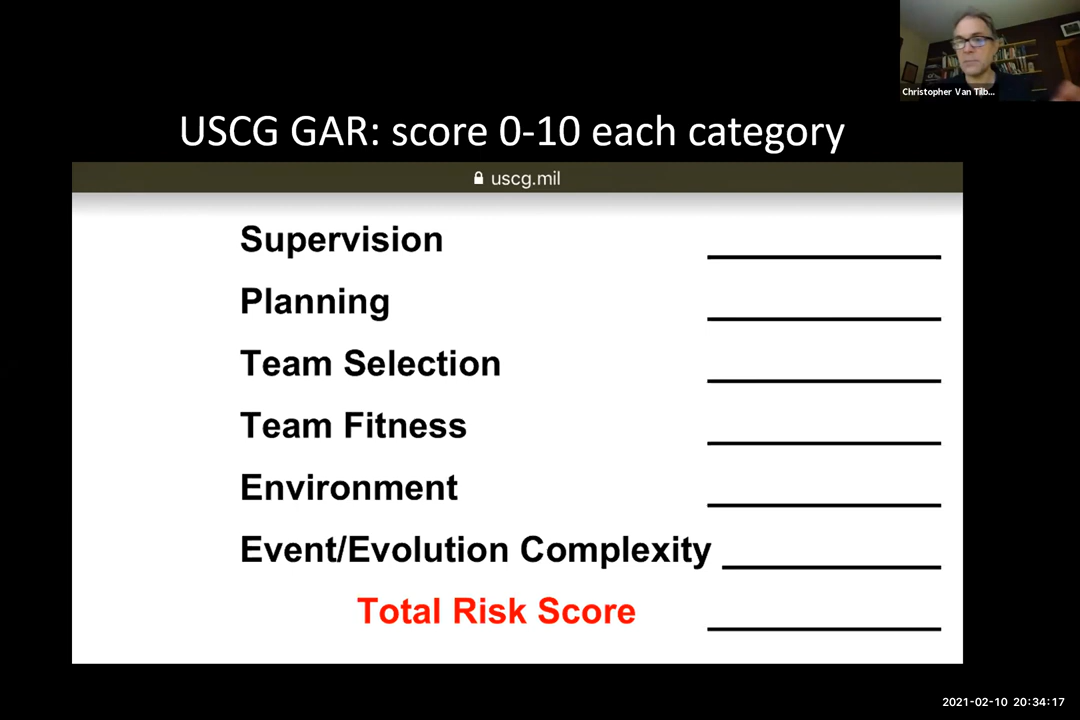 Christopher Van Tilb...
USCG GAR: score 0-10 each category
uscg.mil
Supervision
Planning
Team Selection
Team Fitness
Environment
Event/Evolution Complexity
Total Risk Score
2021-02-10 20:34:17